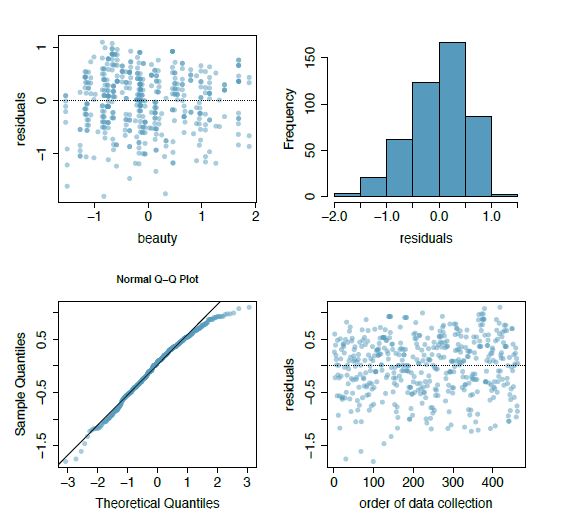 residuals
1
0
−1
−1 0 1 2
beauty
Frequency
150
100
50
0
−2.0 −1.0 0.0 1.0
residuals
Normal Q−Q Plot
Sample Quantiles
0.5
−0.5
−1.5
−3 −2 −1 0 1 2 3
Theoretical Quantiles
residuals
0.5
−0.5
−1.5
0 100 200 300 400
order of data collection